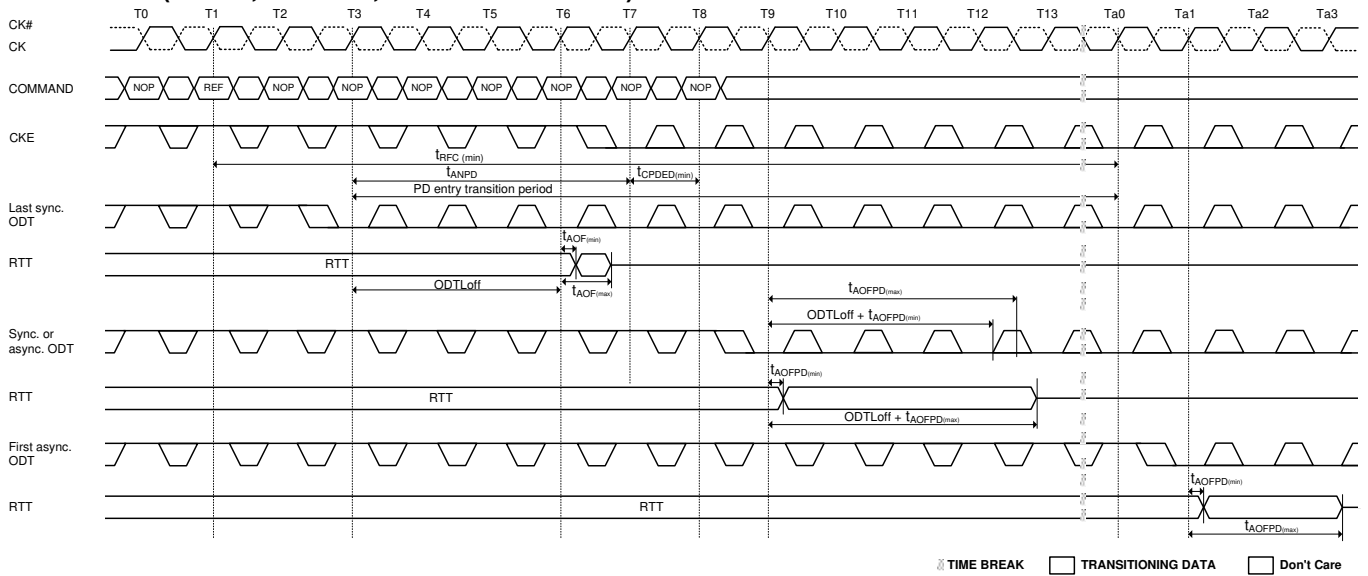 T0 T1 T2 T3 T4 T5 T6 T7 T8 T9 T10 T11 T12 T13 Ta0 Ta1 Ta2 Ta3
CK#
CK
COMMAND NOP REF NOP NOP NOP NOP NOP NOP NOP
CKE
tRFC (min)
tANPD tCPDED(min)
PD entry transition period
Last sync.
ODT
tAOF(min)
RTT RTT
ODTLoff tAOF(max)
tAOFPD(max)
ODTLoff + tAOFPD(min)
Sync. or
async. ODT
tAOFPD(min)
RTT RTT
ODTLoff + tAOFPD(max)
First async.
ODT
tAOFPD(min)
RTT RTT
tAOFPD(max)
TIME BREAK TRANSITIONING DATA Don't Care